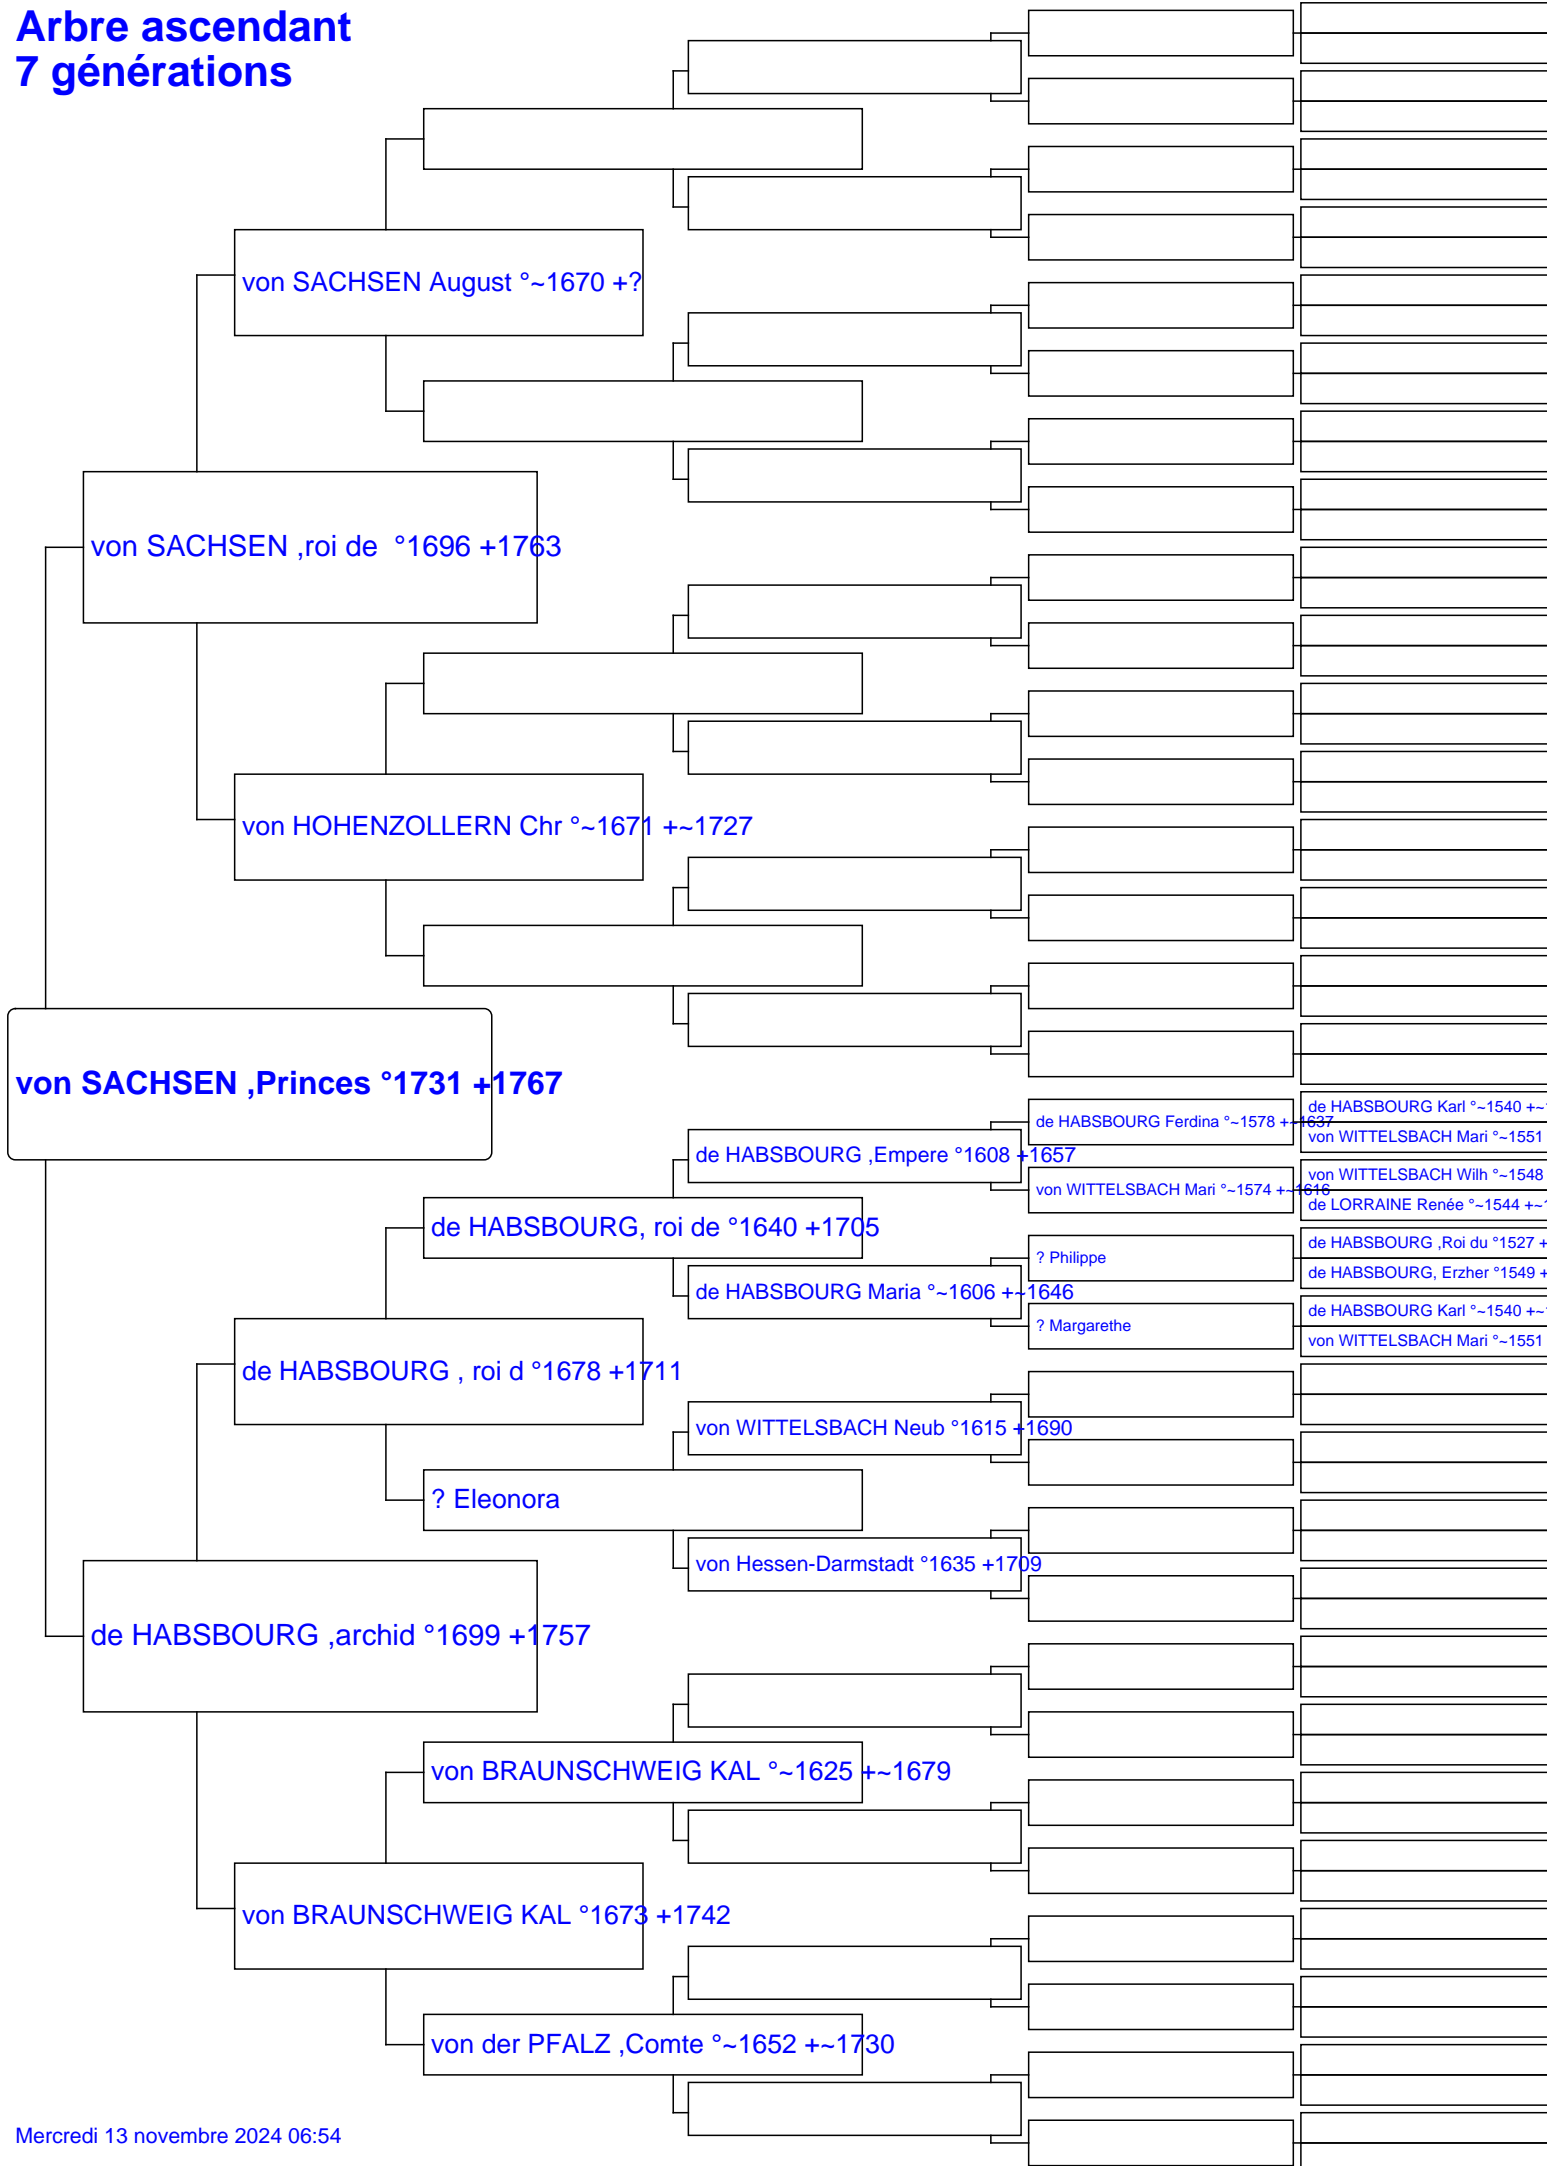 Arbre ascendant
7 générations
von SACHSEN August °~1670 +?
von SACHSEN ,roi de  °1696 +1763
von HOHENZOLLERN Chr °~1671 +~1727
von SACHSEN ,Princes °1731 +1767
de HABSBOURG Karl °~1540 +~1
de HABSBOURG Ferdina °~1578 +~1637
von WITTELSBACH Mari °~1551
de HABSBOURG ,Empere °1608 +1657
von WITTELSBACH Wilh °~1548
von WITTELSBACH Mari °~1574 +~1616
de LORRAINE Renée °~1544 +~1
de HABSBOURG, roi de °1640 +1705
de HABSBOURG ,Roi du °1527 +
? Philippe
de HABSBOURG, Erzher °1549 +
de HABSBOURG Maria °~1606 +~1646
de HABSBOURG Karl °~1540 +~1
? Margarethe
von WITTELSBACH Mari °~1551
de HABSBOURG , roi d °1678 +1711
von WITTELSBACH Neub °1615 +1690
? Eleonora
von Hessen-Darmstadt °1635 +1709
de HABSBOURG ,archid °1699 +1757
von BRAUNSCHWEIG KAL °~1625 +~1679
von BRAUNSCHWEIG KAL °1673 +1742
von der PFALZ ,Comte °~1652 +~1730
Mercredi 13 novembre 2024 06:54